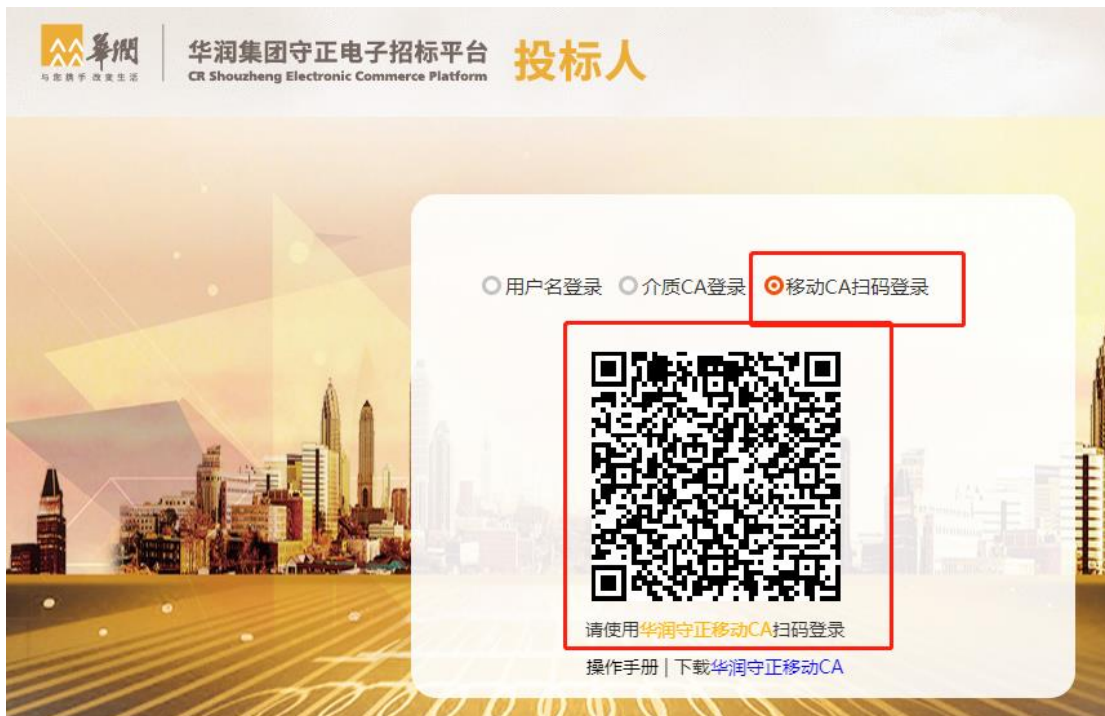 華潤
与您携手改变生活
华润集团守正电子招标平台
CR Shouzheng Electronic Commerce Platform
投标人
用户名登录 介质CA登录 移动CA扫码登录
请使用华润守正移动CA扫码登录
操作手册 | 下载华润守正移动CA